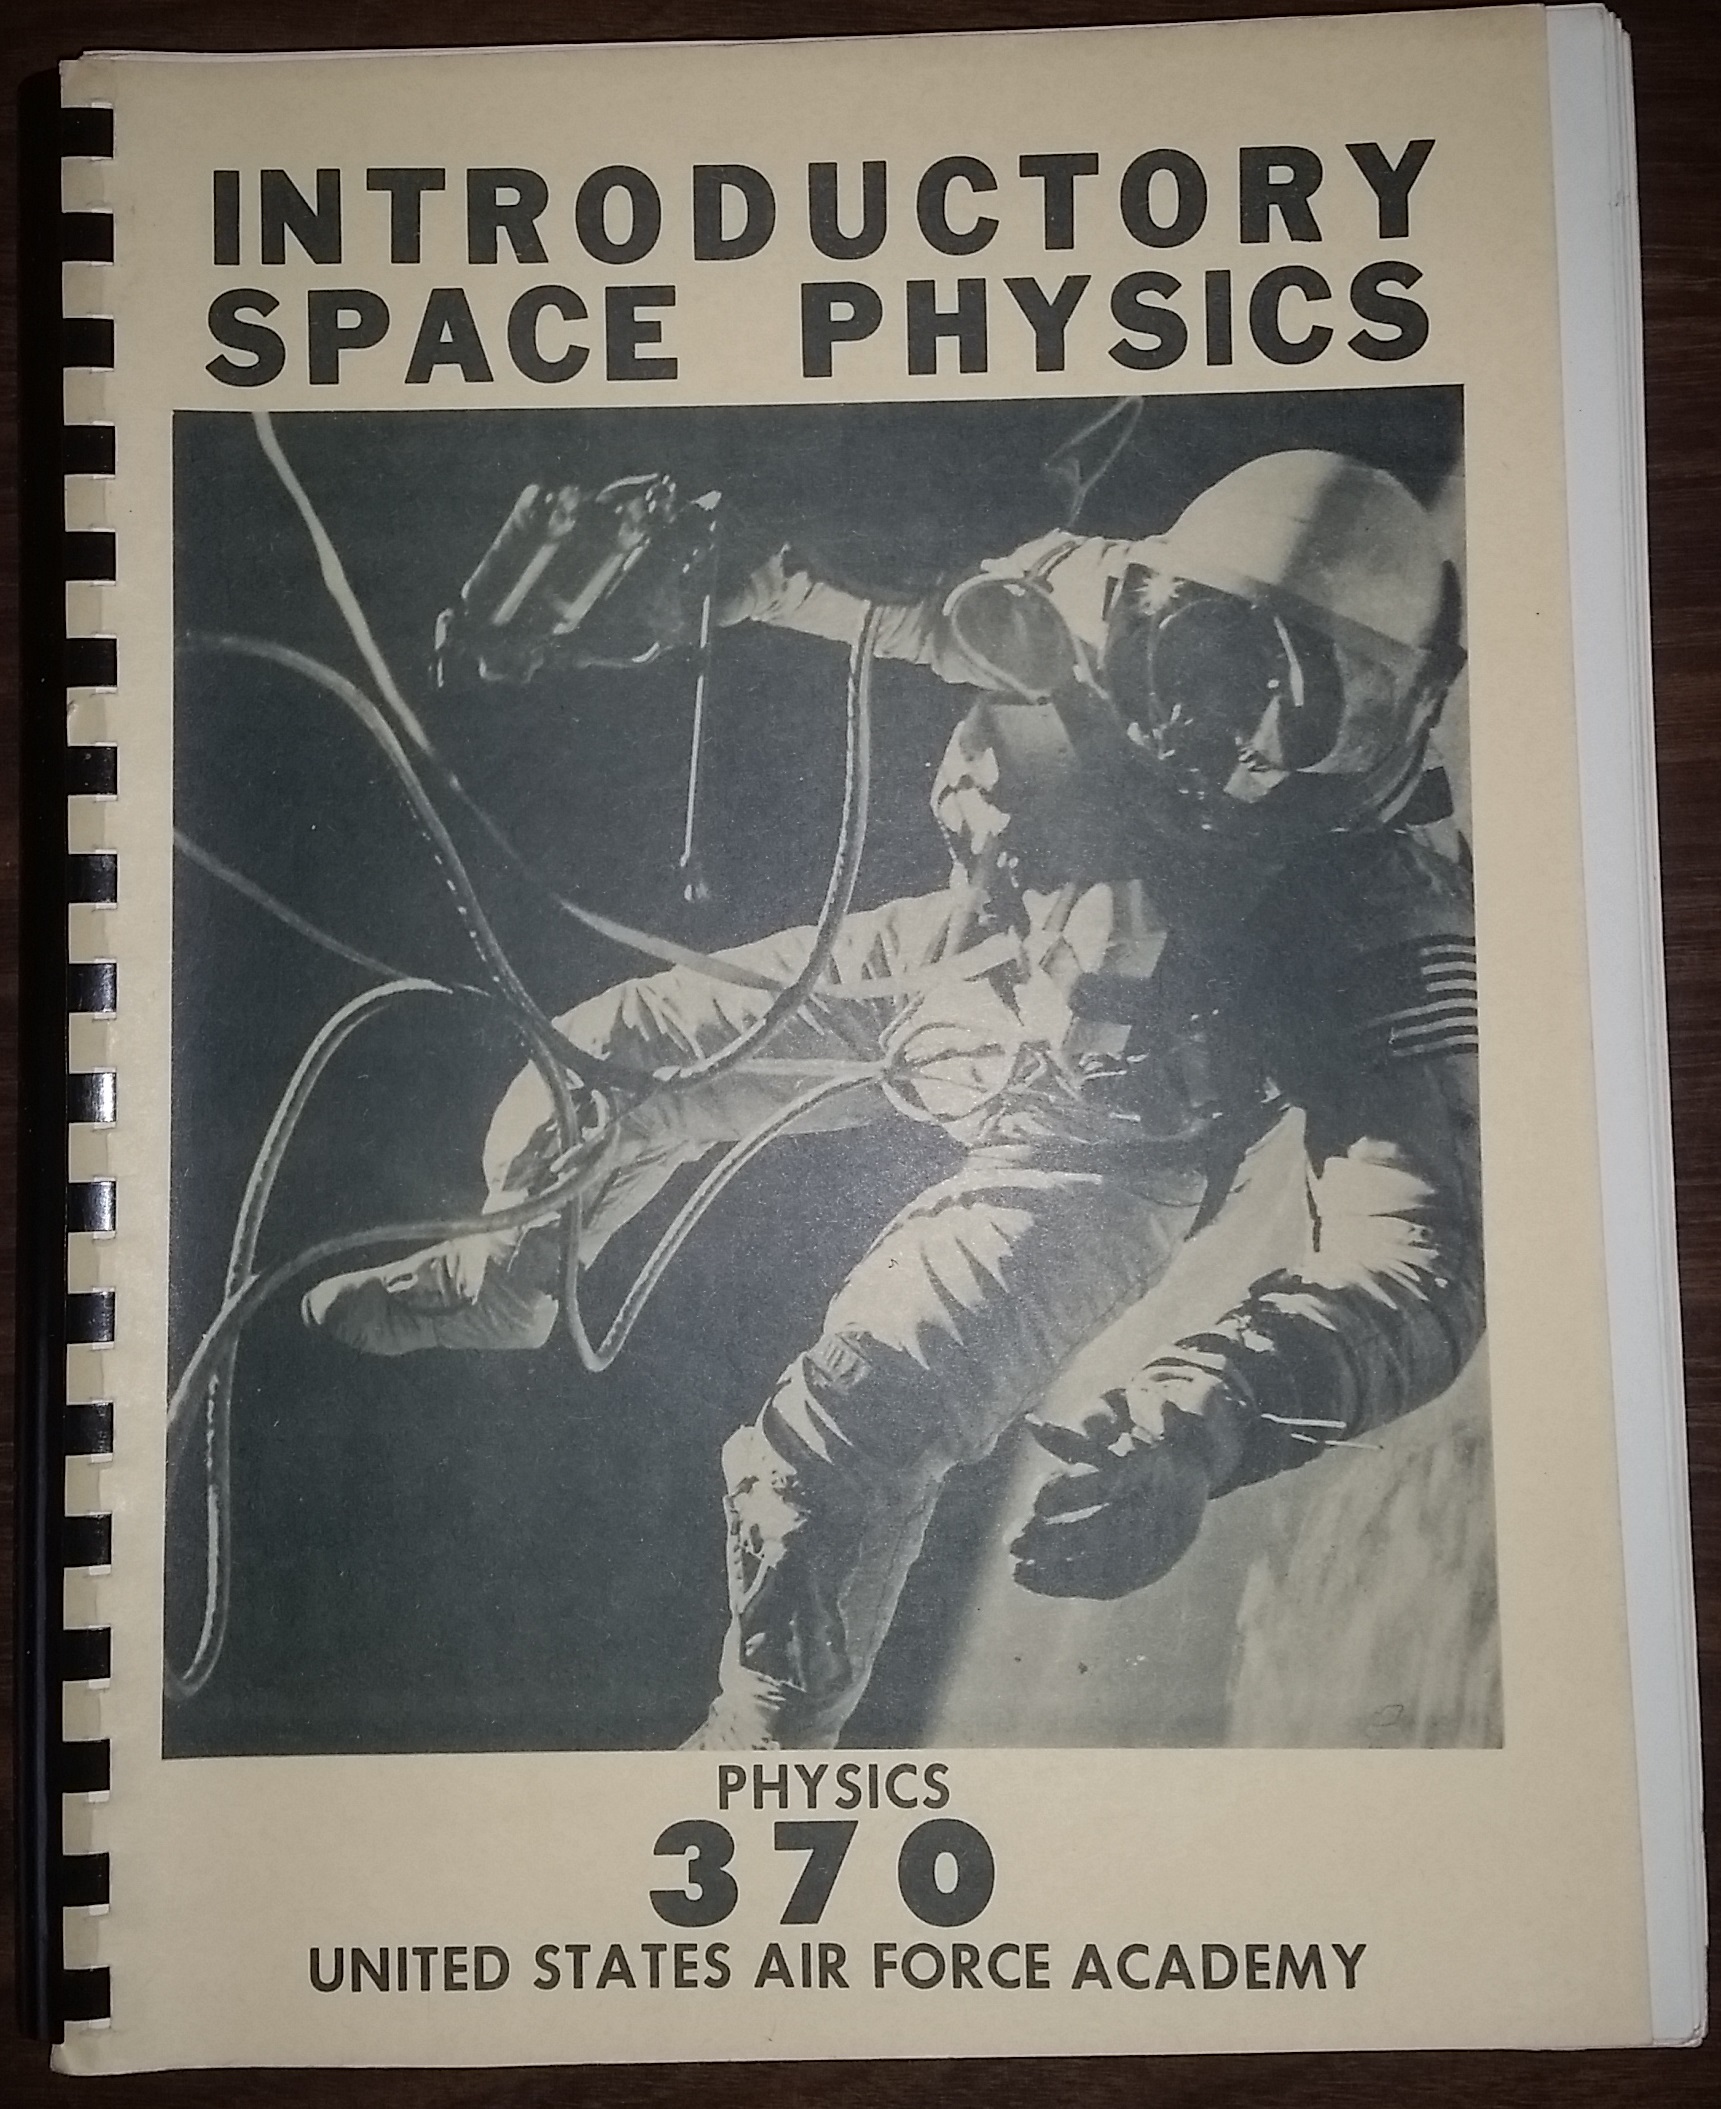 INTRODUCTORY
SPACE PHYSICS
PHYSICS
370
UNITED STATES AIR FORCE ACADEMY